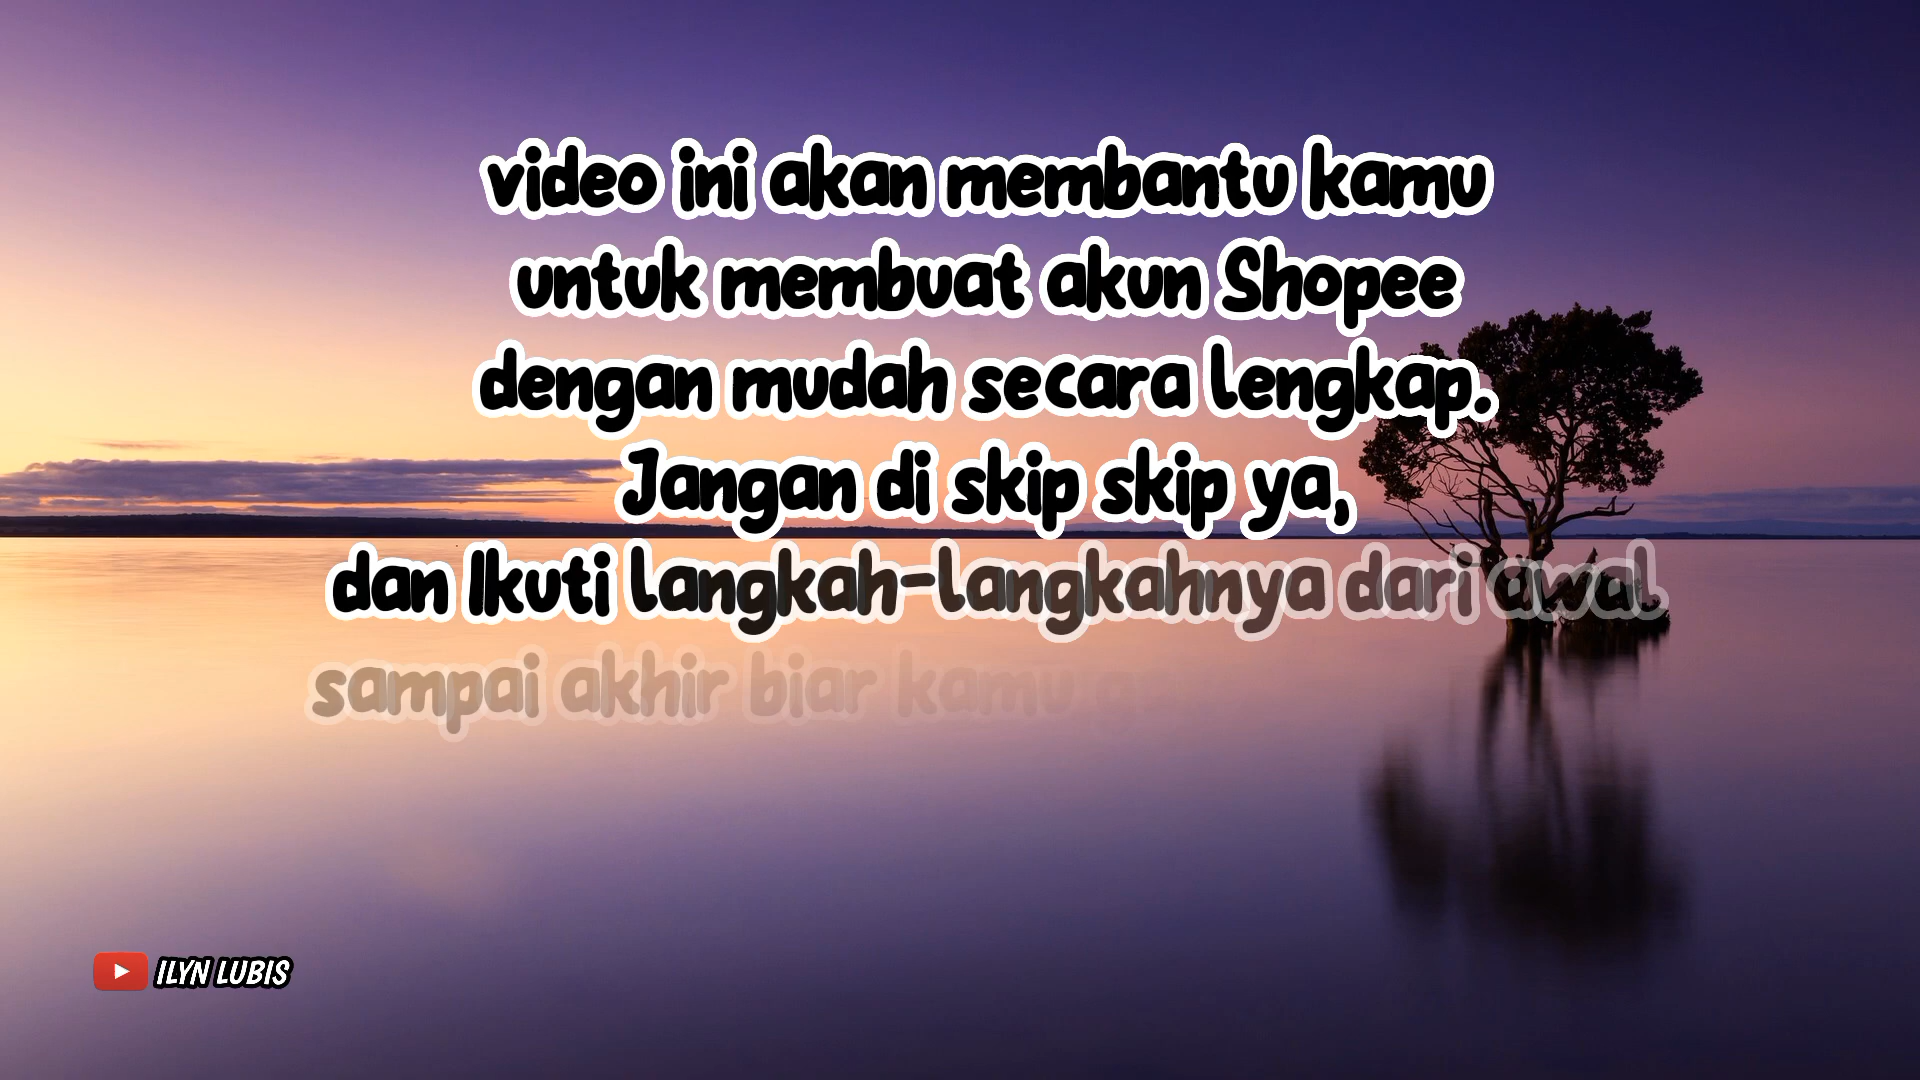 video ini akan membantu kamu
untuk membuat akun Shopee
dengan mudah secara lengkap.
Jangan di skip skip ya,
dan Ikuti langkah-langkahnya dari awal
sampai akhir biar kamu
ILYN LUBIS